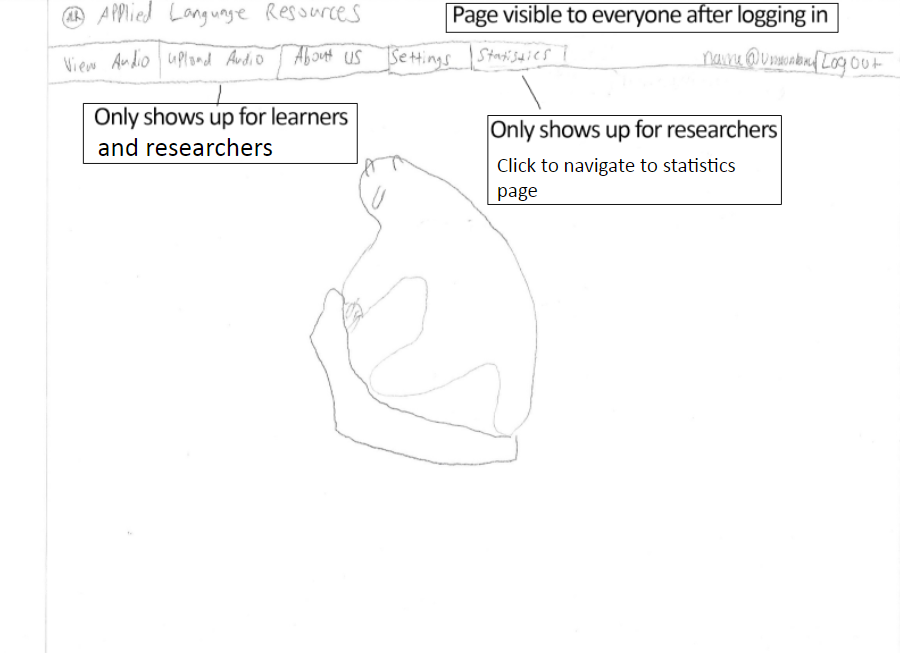 Applied Language Resources
Page visible to everyone after logging in
View Audio
Upload Audio
About us
Settings
Statistics
Log out
Only shows up for learners
and researchers
Only shows up for researchers
Click to navigate to statistics
page